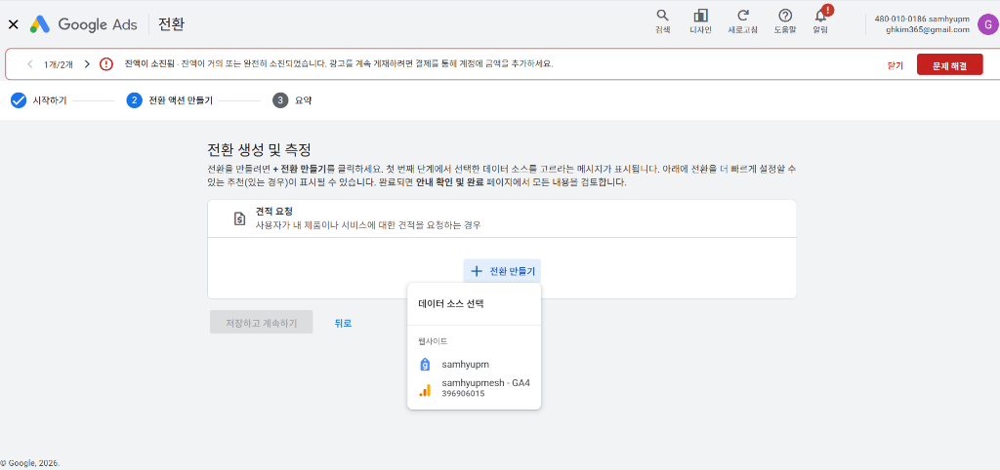 Google Ads 전환
검색
디자인
새로고침
도움말
!
알림
480-010-0186 samhyupm
ghkim365@gmail.com
G
1개/2개
잔액이 소진됨 - 잔액이 거의 또는 완전히 소진되었습니다. 광고를 계속 게재하려면 결제를 통해 계정에 금액을 추가하세요.
닫기
문제 해결
시작하기
2 전환 액션 만들기
3 요약
전환 생성 및 측정
전환을 만들려면 + 전환 만들기를 클릭하세요. 첫 번째 단계에서 선택한 데이터 소스를 고르라는 메시지가 표시됩니다. 아래에 전환을 더 빠르게 설정할 수
있는 추천(있는 경우)이 표시될 수 있습니다. 완료되면 안내 확인 및 완료 페이지에서 모든 내용을 검토합니다.
견적 요청
사용자가 내 제품이나 서비스에 대한 견적을 요청하는 경우
+ 전환 만들기
데이터 소스 선택
웹사이트
samhyupm
samhyupmesh - GA4
396906015
저장하고 계속하기
뒤로
© Google, 2026.